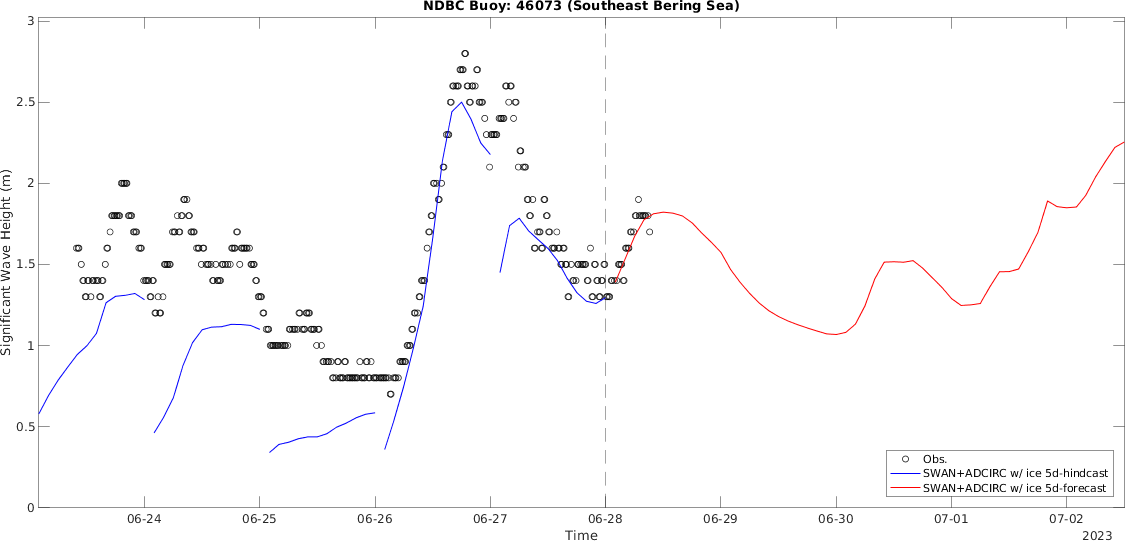 NDBC Buoy: 46073 (Southeast Bering Sea)
3
2.5
2
1.5
1
0.5
0
Significant Wave Height (m)
Obs.
SWAN+ADCIRC w/ ice 5d-hindcast
SWAN+ADCIRC w/ ice 5d-forecast
06-24 06-25 06-26 06-27 06-28 06-29 06-30 07-01 07-02
Time
2023